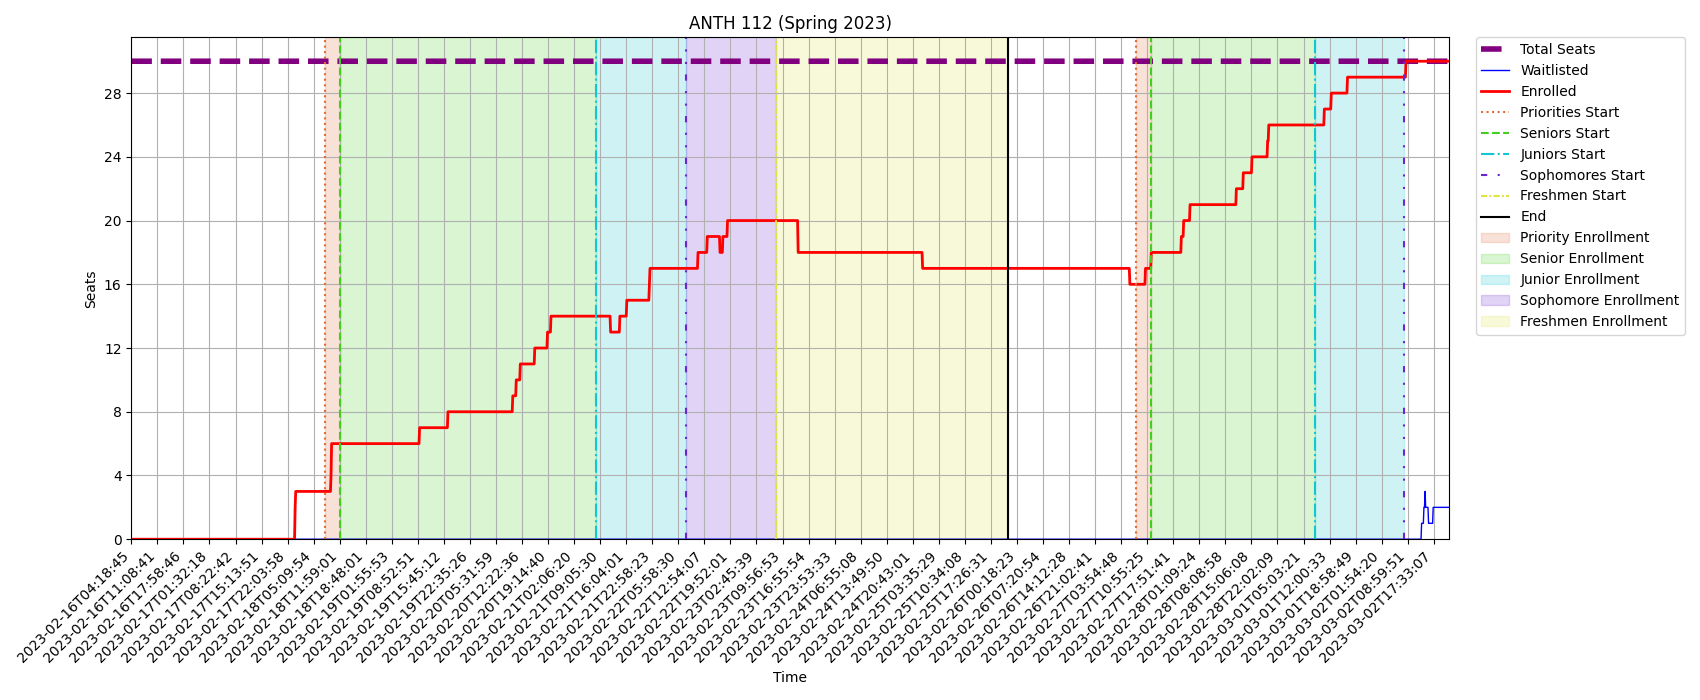 ANTH 112 (Spring 2023)
Seats
28
24
20
16
12
8
4
0
2023-02-16T04:18:45
2023-02-16T11:08:41
2023-02-16T17:58:46
2023-02-17T01:32:18
2023-02-17T08:22:42
2023-02-17T15:13:51
2023-02-17T22:03:58
2023-02-18T05:09:54
2023-02-18T11:59:01
2023-02-18T18:48:01
2023-02-19T01:55:53
2023-02-19T08:52:51
2023-02-19T15:45:12
2023-02-19T22:35:26
2023-02-20T05:31:59
2023-02-20T12:22:36
2023-02-20T19:14:40
2023-02-21T02:06:20
2023-02-21T09:05:30
2023-02-21T16:04:01
2023-02-21T22:58:23
2023-02-22T05:58:30
2023-02-22T12:54:07
2023-02-22T19:52:01
2023-02-23T02:45:39
2023-02-23T09:56:53
2023-02-23T16:55:54
2023-02-23T23:53:33
2023-02-24T06:55:08
2023-02-24T13:49:50
2023-02-24T20:43:01
2023-02-25T03:35:29
2023-02-25T10:34:08
2023-02-25T17:26:31
2023-02-26T00:18:23
2023-02-26T07:20:54
2023-02-26T14:12:28
2023-02-26T21:02:41
2023-02-27T03:54:48
2023-02-27T10:55:25
2023-02-27T17:51:41
2023-02-28T01:09:24
2023-02-28T08:08:58
2023-02-28T15:06:08
2023-02-28T22:02:09
2023-03-01T05:03:21
2023-03-01T12:00:33
2023-03-01T18:58:49
2023-03-02T01:54:20
2023-03-02T08:59:51
2023-03-02T17:33:07
Time
Total Seats
Waitlisted
Enrolled
Priorities Start
Seniors Start
Juniors Start
Sophomores Start
Freshmen Start
End
Priority Enrollment
Senior Enrollment
Junior Enrollment
Sophomore Enrollment
Freshmen Enrollment